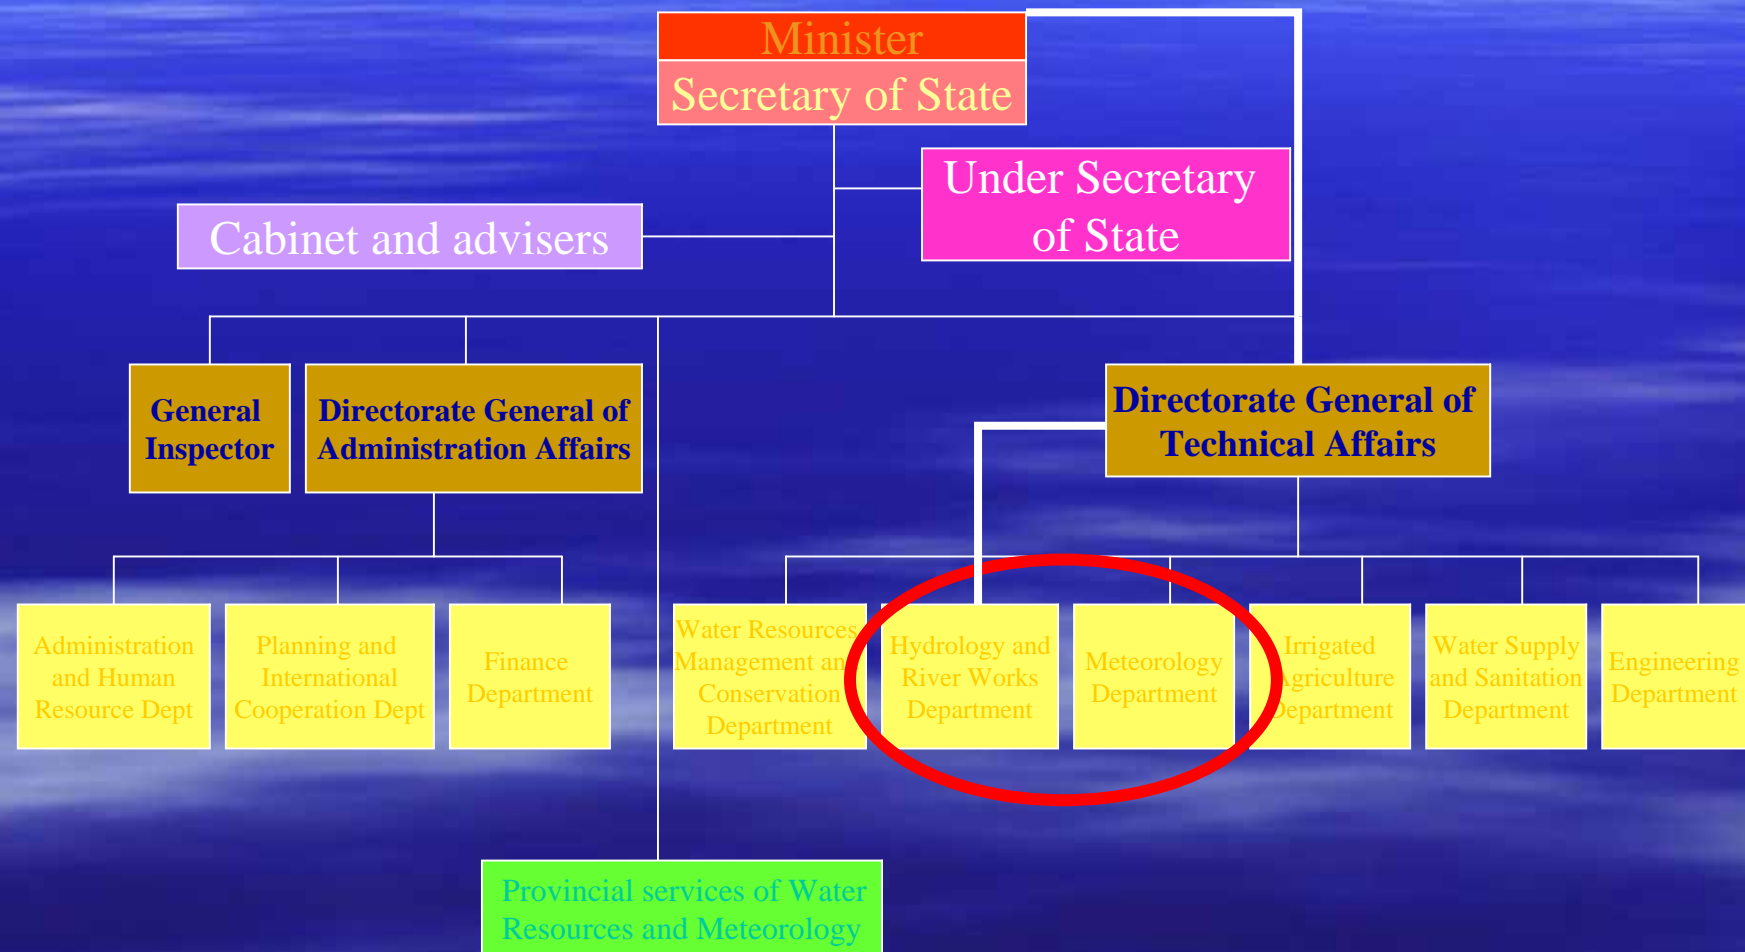 Minister
Secretary of State
Under Secretary
of State
Cabinet and advisers
General
Inspector
Directorate General of
Administration Affairs
Directorate General of
Technical Affairs
Administration
and Human
Resource Dept
Planning and
International
Cooperation Dept
Finance
Department
Water Resources
Management and
Conservation
Department
Hydrology and
River Works
Department
Meteorology
Department
Irrigated
Agriculture
Department
Water Supply
and Sanitation
Department
Engineering
Department
Provincial services of Water
Resources and Meteorology